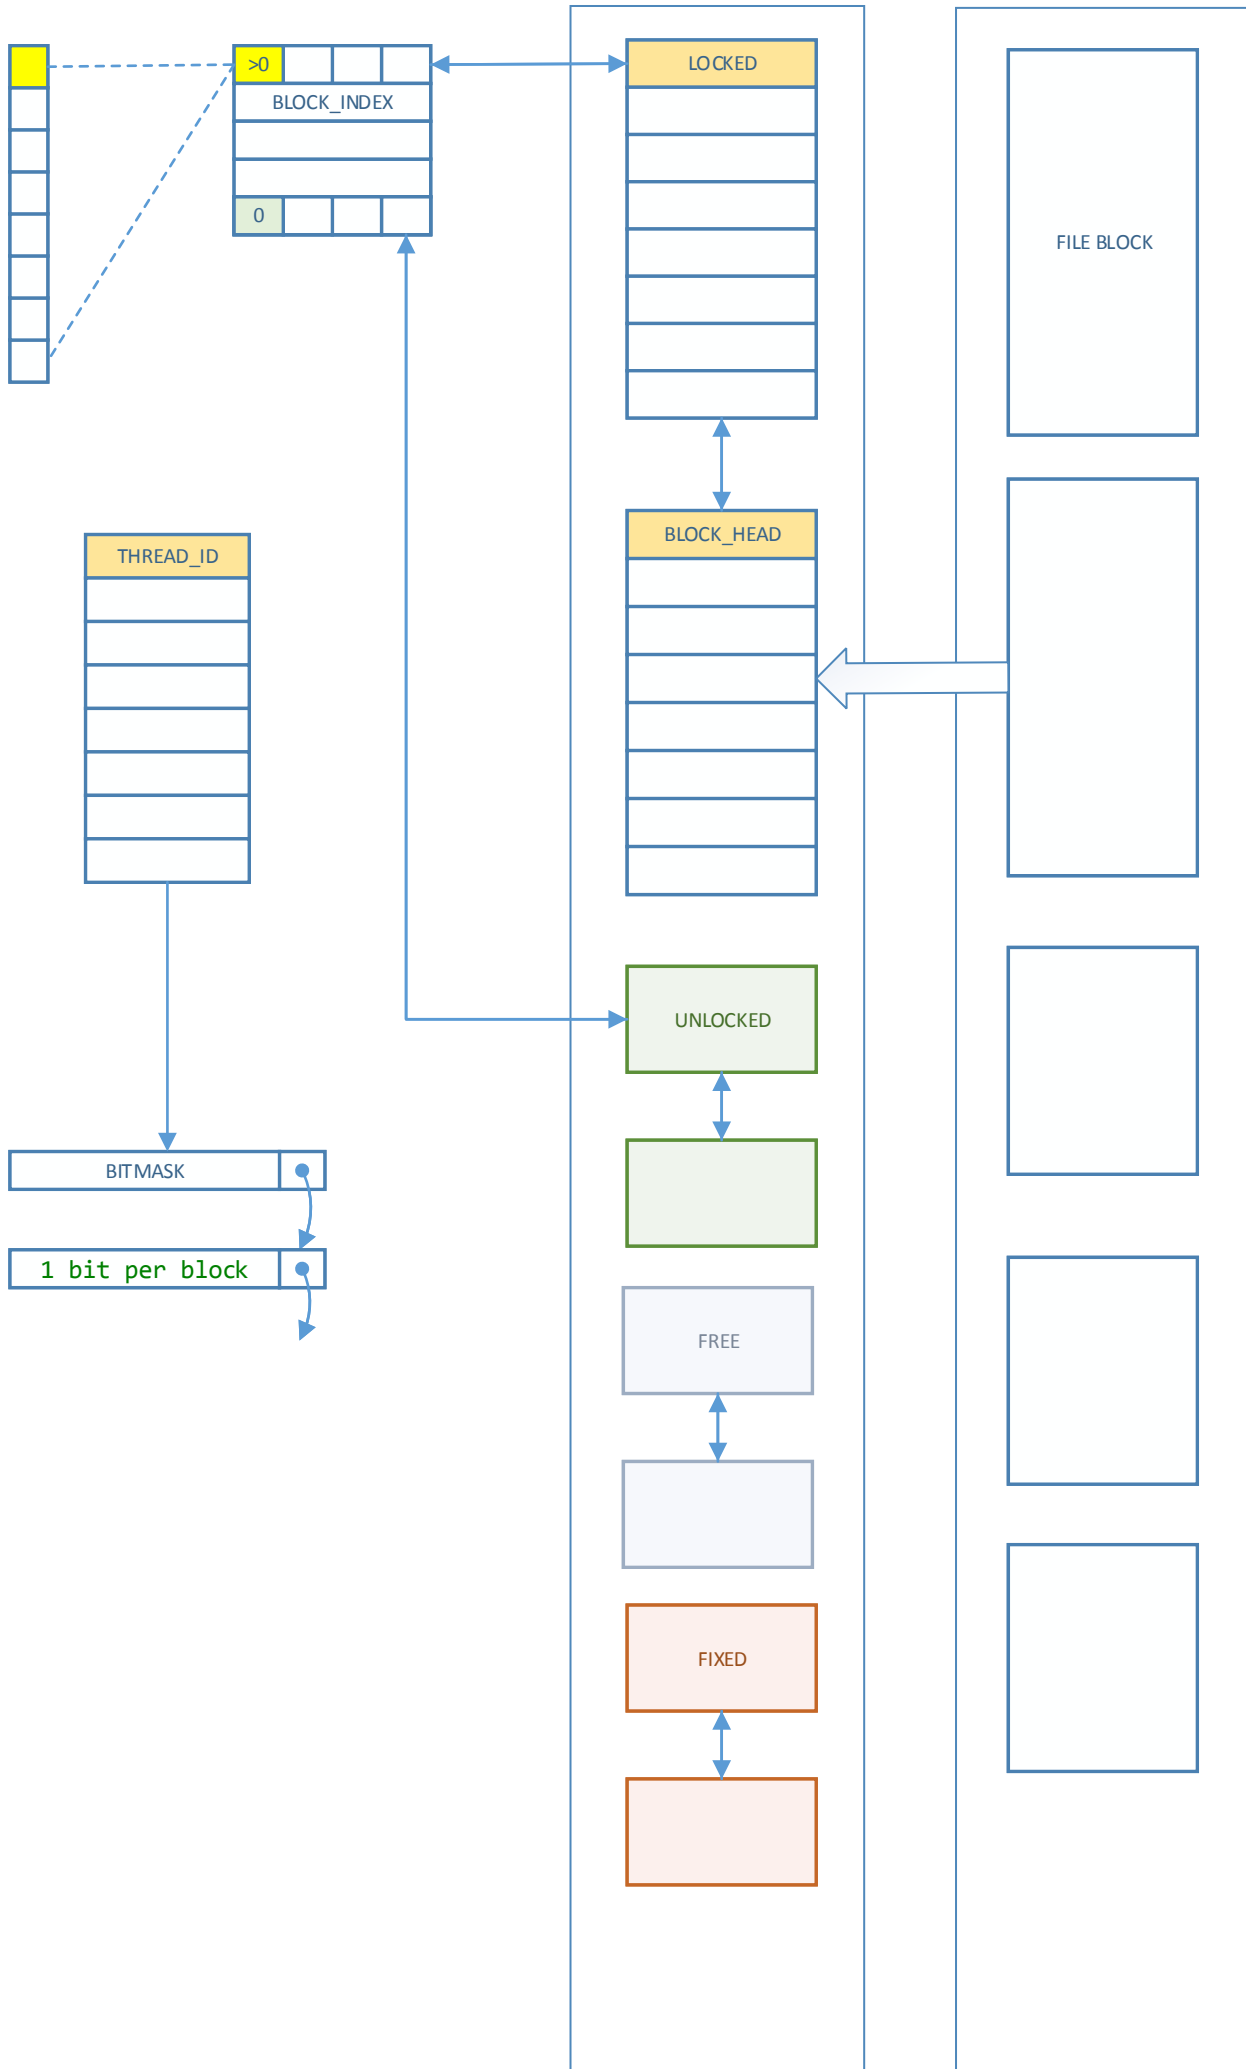 >0
BLOCK_INDEX
0
LOCKED
FILE BLOCK
THREAD_ID
BLOCK_HEAD
UNLOCKED
BITMASK
1 bit per block
FREE
FIXED